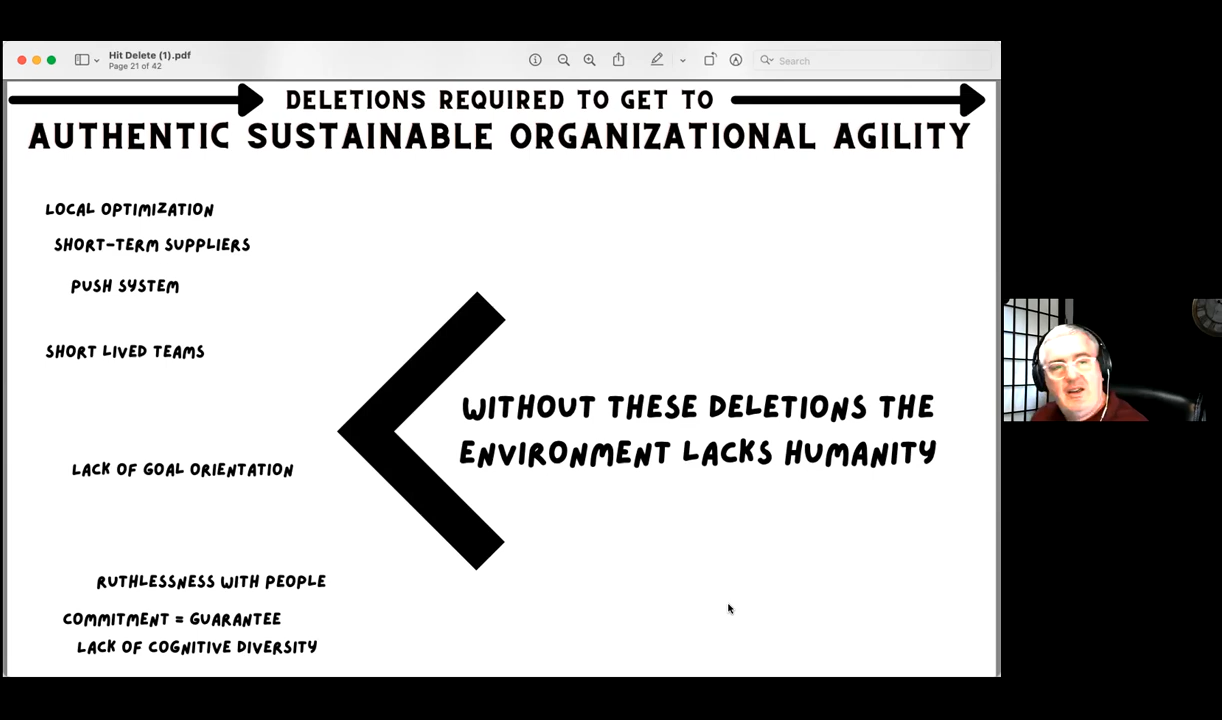 Hit Delete (1).pdf
Page 21 of 42
Search
DELETIONS REQUIRED TO GET TO
AUTHENTIC SUSTAINABLE ORGANIZATIONAL AGILITY
LOCAL OPTIMIZATION
SHORT-TERM SUPPLIERS
PUSH SYSTEM
SHORT LIVED TEAMS
WITHOUT THESE DELETIONS THE
ENVIRONMENT LACKS HUMANITY
LACK OF GOAL ORIENTATION
RUTHLESSNESS WITH PEOPLE
COMMITMENT = GUARANTEE
LACK OF COGNITIVE DIVERSITY